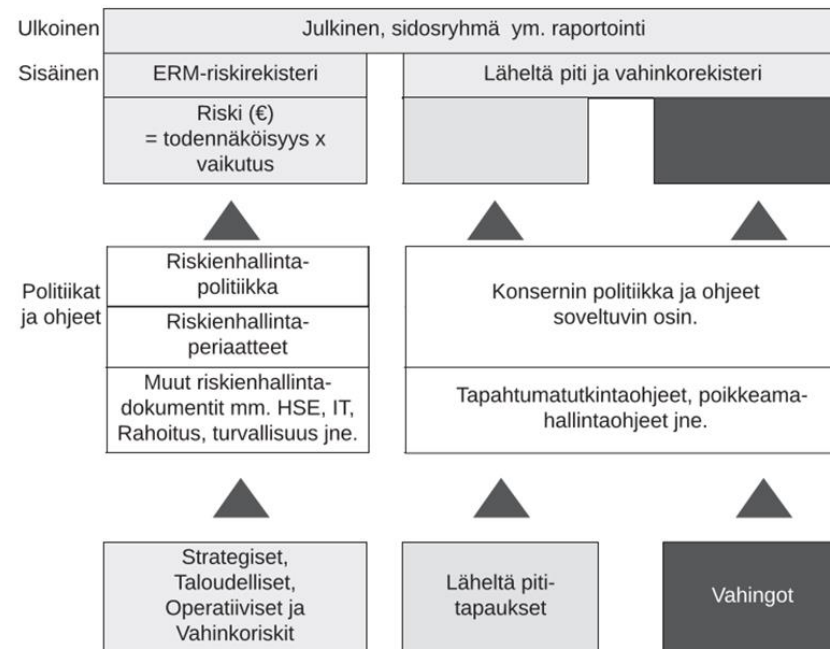 Ulkoinen
Julkinen, sidosryhmä ym. raportointi
Sisäinen
ERM-riskirekisteri
Läheltä piti ja vahinkorekisteri
Riski (€)
= todennäköisyys x
vaikutus
Politiikat
ja ohjeet
Riskienhallinta-
politiikka
Riskienhallinta-
periaatteet
Muut riskienhallinta-
dokumentit mm. HSE, IT,
Rahoitus, turvallisuus jne.
Konsernin politiikka ja ohjeet
soveltuvin osin.
Tapahtumatutkintaohjeet, poikkeama-
hallintaohjeet jne.
Strategiset,
Taloudelliset,
Operatiiviset ja
Vahinkoriskit
Läheltä piti-
tapaukset
Vahingot